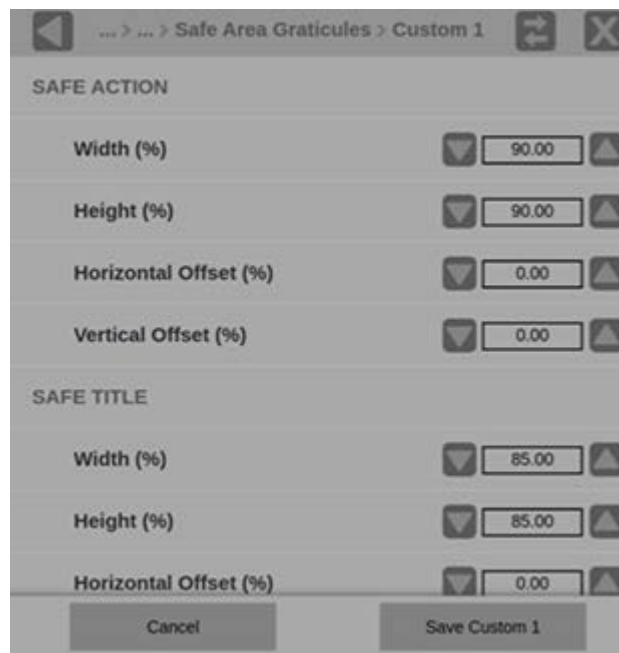 ... > ... > Safe Area Graticules > Custom 1
SAFE ACTION
Width (%) 90.00
Height (%) 90.00
Horizontal Offset (%) 0.00
Vertical Offset (%) 0.00
SAFE TITLE
Width (%) 85.00
Height (%) 85.00
Horizontal Offset (%) 0.00
Cancel Save Custom 1